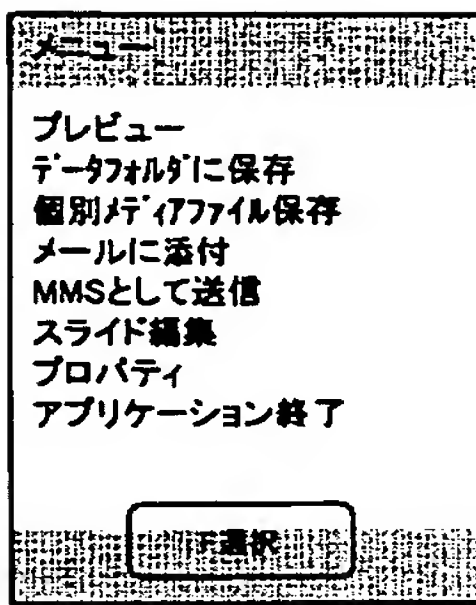 メニュー
プレビュー
ﾃﾞｰﾀﾌｫﾙﾀﾞに保存
個別ﾒﾃﾞｨｱﾌｧｲﾙ保存
メールに添付
MMSとして送信
スライド編集
プロパティ
アプリケーション終了
F選択